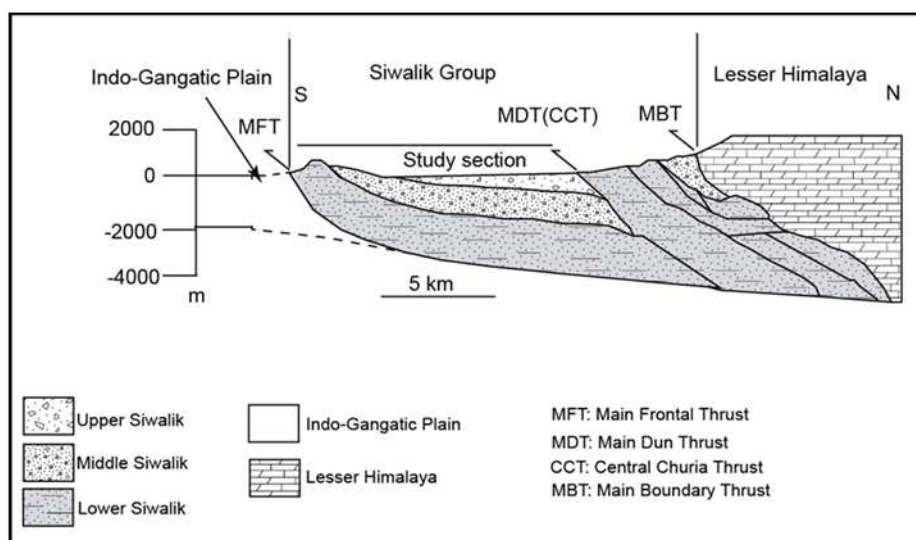 Indo-Gangatic Plain
S
Siwalik Group
Lesser Himalaya
N
MFT
MDT(CCT)
MBT
Study section
2000
0
-2000
-4000
m
5 km
Upper Siwalik
Middle Siwalik
Lower Siwalik
Indo-Gangatic Plain
Lesser Himalaya
MFT: Main Frontal Thrust
MDT: Main Dun Thrust
CCT: Central Churia Thrust
MBT: Main Boundary Thrust